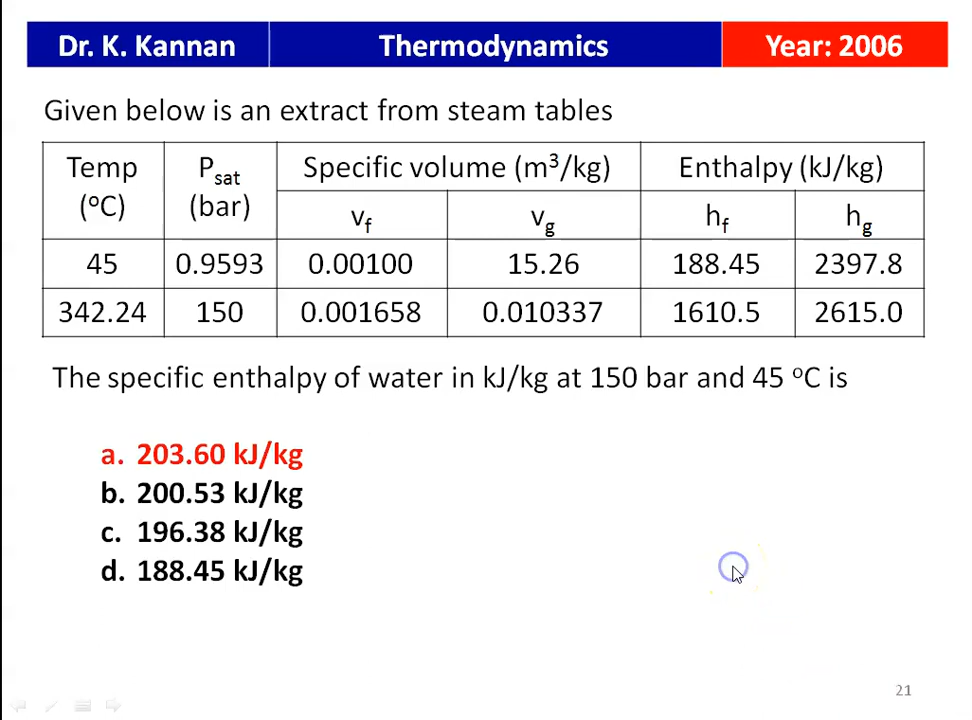 Dr. K. Kannan Thermodynamics Year: 2006
Given below is an extract from steam tables
Temp (°C) P_sat (bar) Specific volume (m³/kg) Enthalpy (kJ/kg)
v_f v_g h_f h_g
45 0.9593 0.00100 15.26 188.45 2397.8
342.24 150 0.001658 0.010337 1610.5 2615.0
The specific enthalpy of water in kJ/kg at 150 bar and 45 °C is
a. 203.60 kJ/kg
b. 200.53 kJ/kg
c. 196.38 kJ/kg
d. 188.45 kJ/kg
21